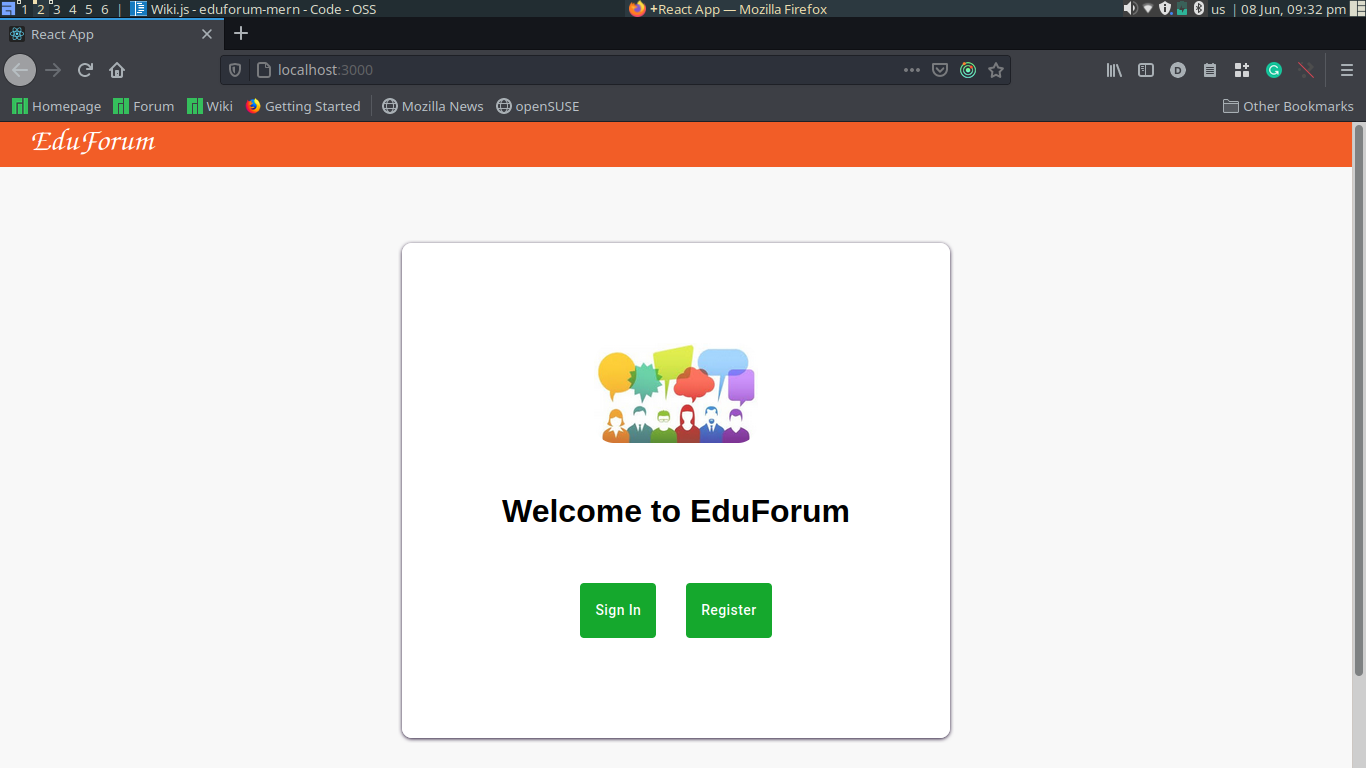 1 2 3 4 5 6 | Wiki.js - eduforum-mern - Code - OSS +React App — Mozilla Firefox us | 08 Jun, 09:32 pm
React App
localhost:3000
Homepage Forum Wiki Getting Started Mozilla News openSUSE Other Bookmarks
EduForum
Welcome to EduForum
Sign In Register